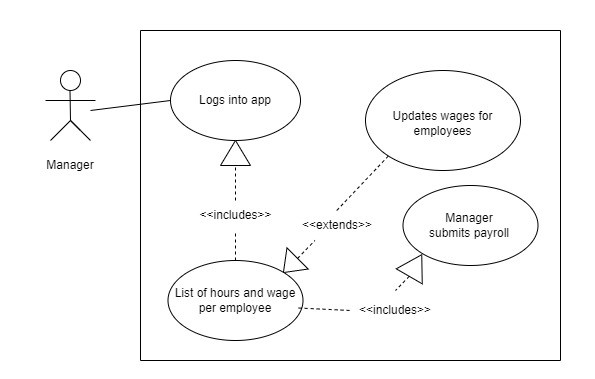 Logs into app
Updates wages for
employees
Manager
<<includes>>
<<extends>>
Manager
submits payroll
List of hours and wage
per employee
<<includes>>